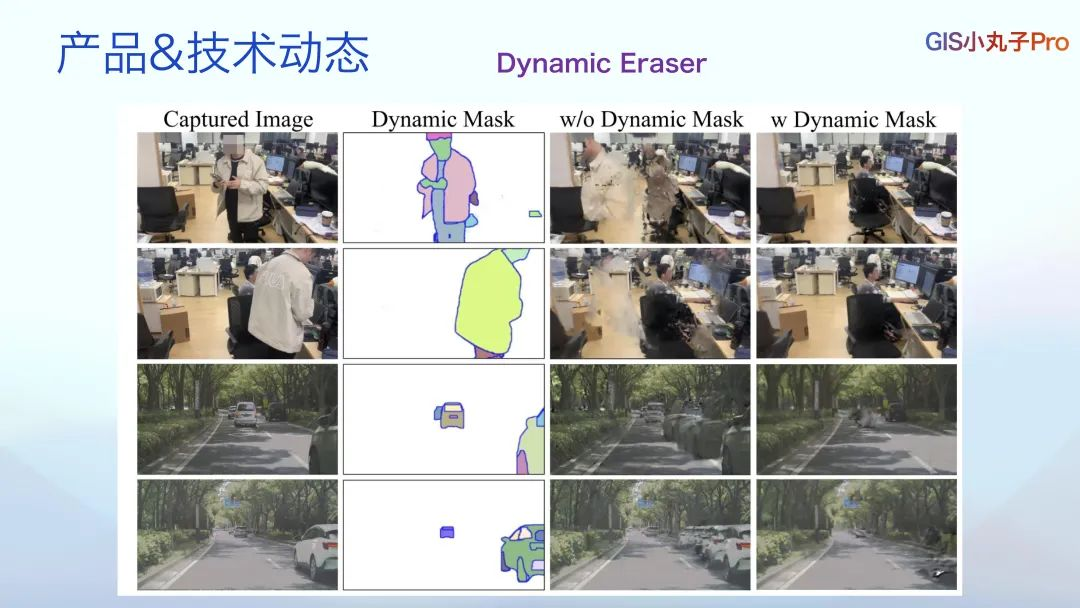 产品&技术动态
Dynamic Eraser
GIS小丸子Pro
Captured Image
Dynamic Mask
w/o Dynamic Mask
w Dynamic Mask